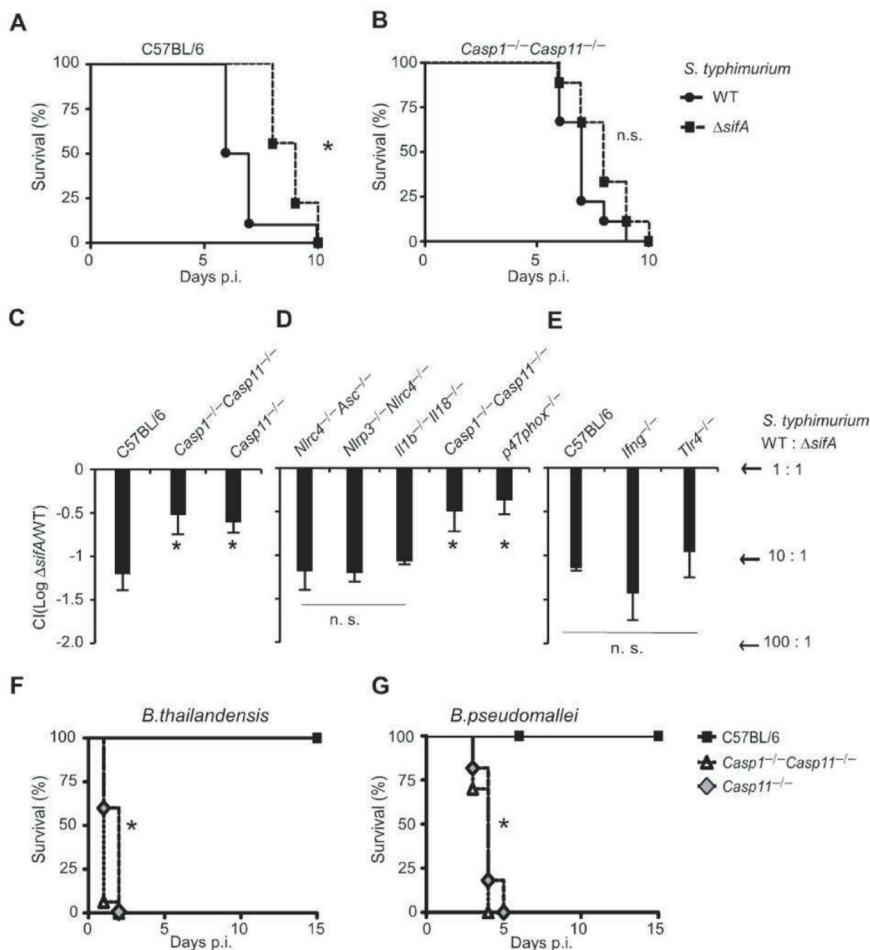 A
C57BL/6
Survival (%)
100
75
50
25
0
*
0
5
10
Days p.i.
B
Casp1–/–Casp11–/–
Survival (%)
100
75
50
25
0
n.s.
0
5
10
Days p.i.
S. typhimurium
WT
ΔsifA
C
C57BL/6
Casp1–/–Casp11–/–
Casp11–/–
CI(Log ΔsifA/WT)
0
-0.5
-1
-1.5
-2.0
*
*
D
Nlrc4–/–Asc–/–
Nlrp3–/–Nlrc4–/–
Il1b–/–Il18–/–
Casp1–/–Casp11–/–
p47phox–/–
*
*
n. s.
E
C57BL/6
Ifng–/–
Tlr4–/–
n. s.
S. typhimurium
WT : ΔsifA
1 : 1
10 : 1
100 : 1
F
B.thailandensis
Survival (%)
100
75
50
25
0
*
0
5
15
Days p.i.
G
B.pseudomallei
Survival (%)
100
75
50
25
0
*
0
5
15
Days p.i.
C57BL/6
Casp1–/–Casp11–/–
Casp11–/–